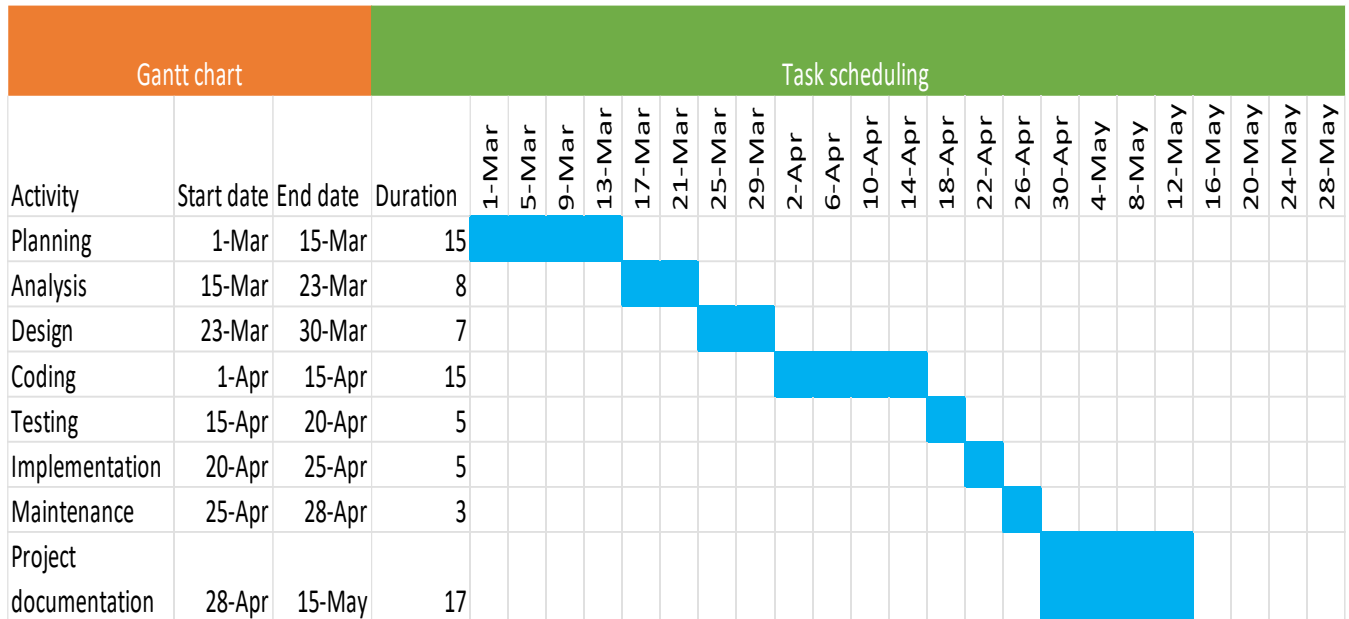 Gantt chart Task scheduling
Activity Start date End date Duration 1-Mar 5-Mar 9-Mar 13-Mar 17-Mar 21-Mar 25-Mar 29-Mar 2-Apr 6-Apr 10-Apr 14-Apr 18-Apr 22-Apr 26-Apr 30-Apr 4-May 8-May 12-May 16-May 20-May 24-May 28-May
Planning 1-Mar 15-Mar 15
Analysis 15-Mar 23-Mar 8
Design 23-Mar 30-Mar 7
Coding 1-Apr 15-Apr 15
Testing 15-Apr 20-Apr 5
Implementation 20-Apr 25-Apr 5
Maintenance 25-Apr 28-Apr 3
Project
documentation 28-Apr 15-May 17